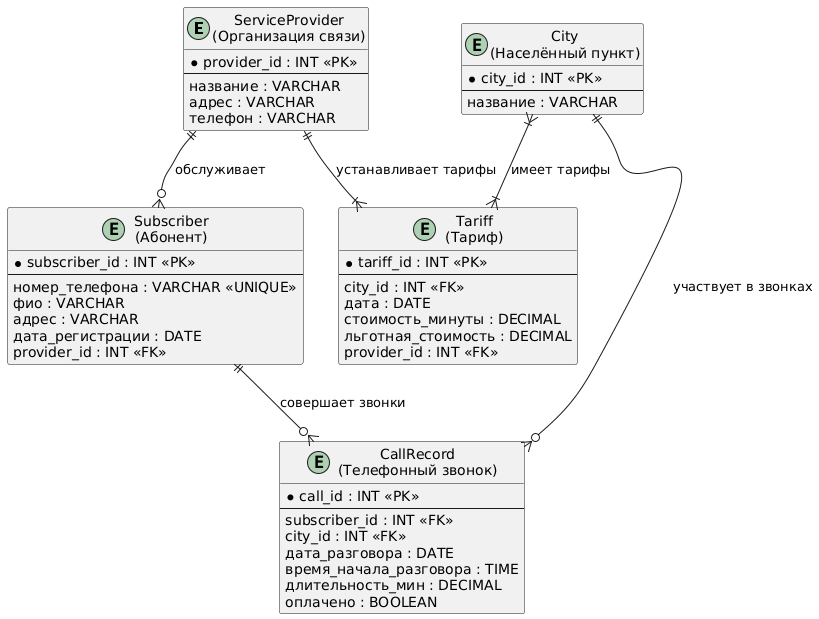 E
ServiceProvider
(Организация связи)
provider_id : INT «PK»
название : VARCHAR
адрес : VARCHAR
телефон : VARCHAR
E
City
(Населённый пункт)
city_id : INT «PK»
название : VARCHAR
обслуживает
устанавливает тарифы
имеет тарифы
E
Subscriber
(Абонент)
subscriber_id : INT «PK»
номер_телефона : VARCHAR «UNIQUE»
фио : VARCHAR
адрес : VARCHAR
дата_регистрации : DATE
provider_id : INT «FK»
E
Tariff
(Тариф)
tariff_id : INT «PK»
city_id : INT «FK»
дата : DATE
стоимость_минуты : DECIMAL
льготная_стоимость : DECIMAL
provider_id : INT «FK»
участвует в звонках
совершает звонки
E
CallRecord
(Телефонный звонок)
call_id : INT «PK»
subscriber_id : INT «FK»
city_id : INT «FK»
дата_разговора : DATE
время_начала_разговора : TIME
длительность_мин : DECIMAL
оплачено : BOOLEAN